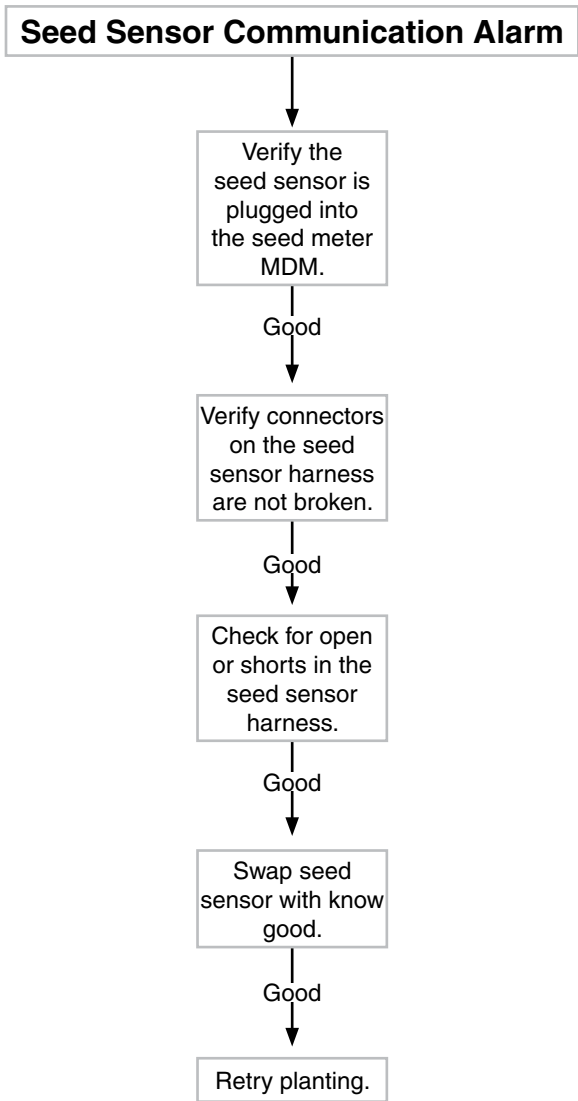 Seed Sensor Communication Alarm
Verify the
seed sensor is
plugged into
the seed meter
MDM.
Good
Verify connectors
on the seed
sensor harness
are not broken.
Good
Check for open
or shorts in the
seed sensor
harness.
Good
Swap seed
sensor with know
good.
Good
Retry planting.